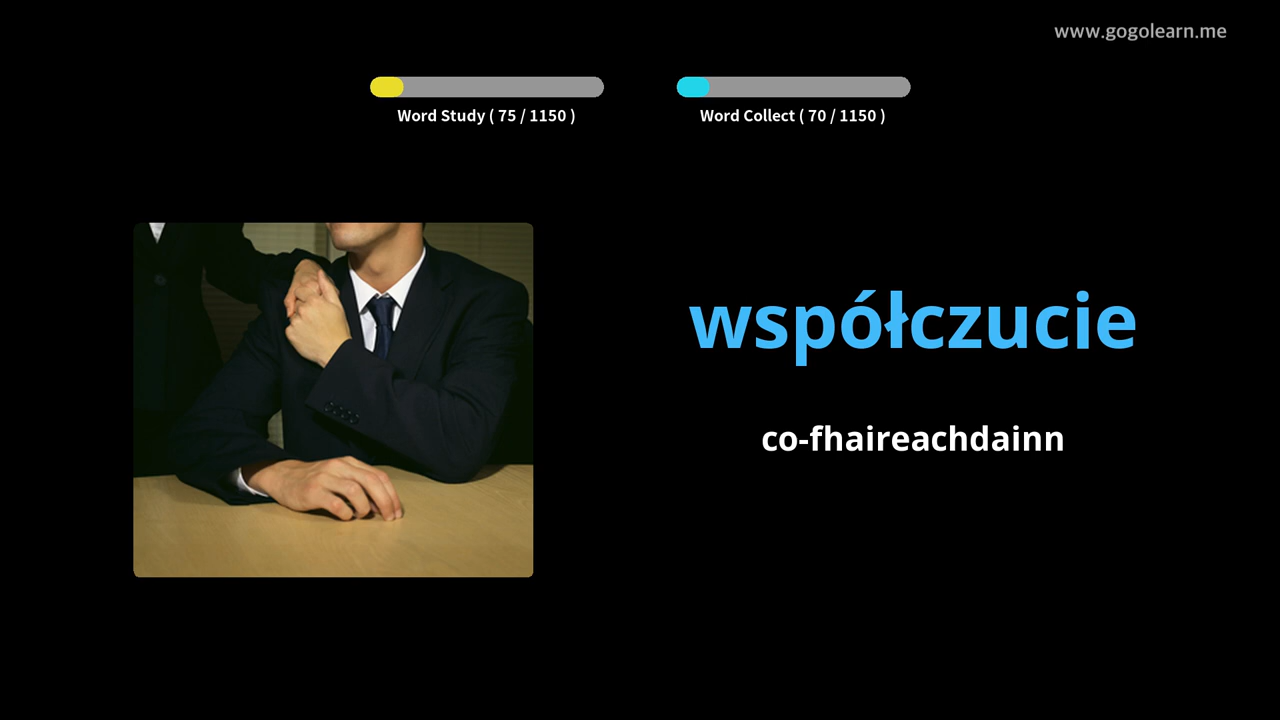 www.gogolearn.me
Word Study ( 75 / 1150 )
Word Collect ( 70 / 1150 )
współczucie
co-fhaireachdainn